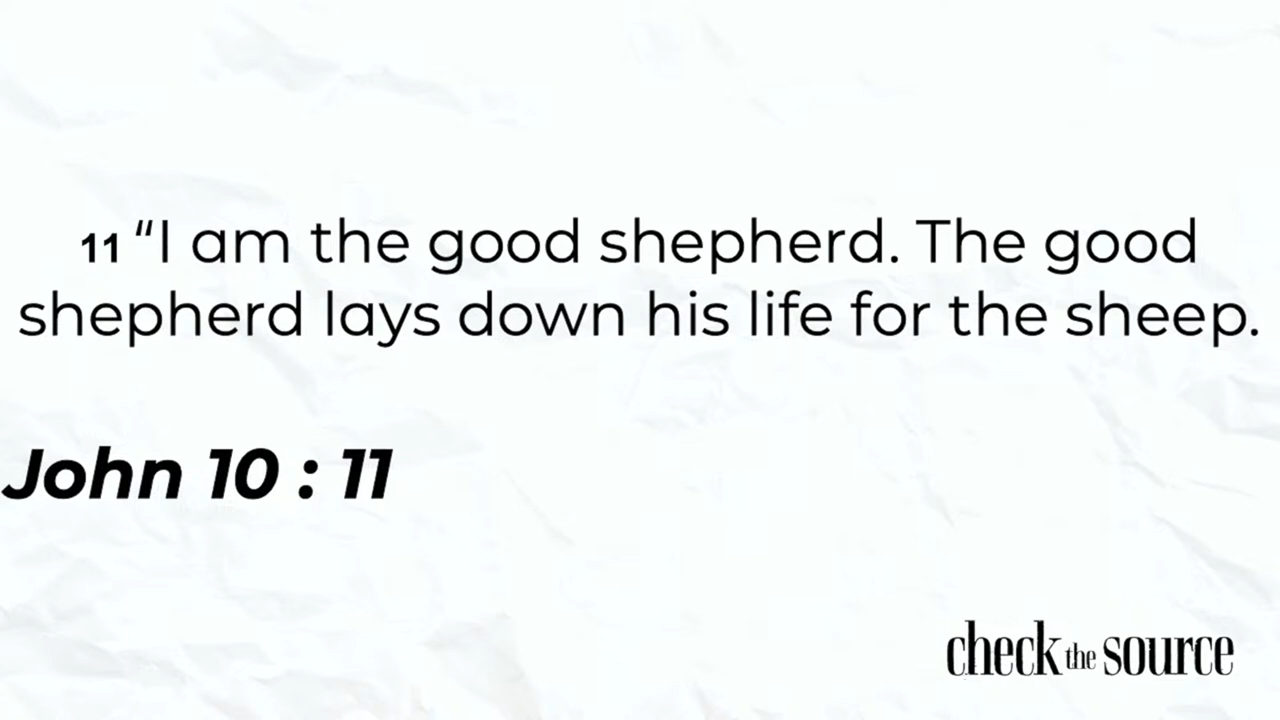 11 “I am the good shepherd. The good
shepherd lays down his life for the sheep.
John 10 : 11
check the source